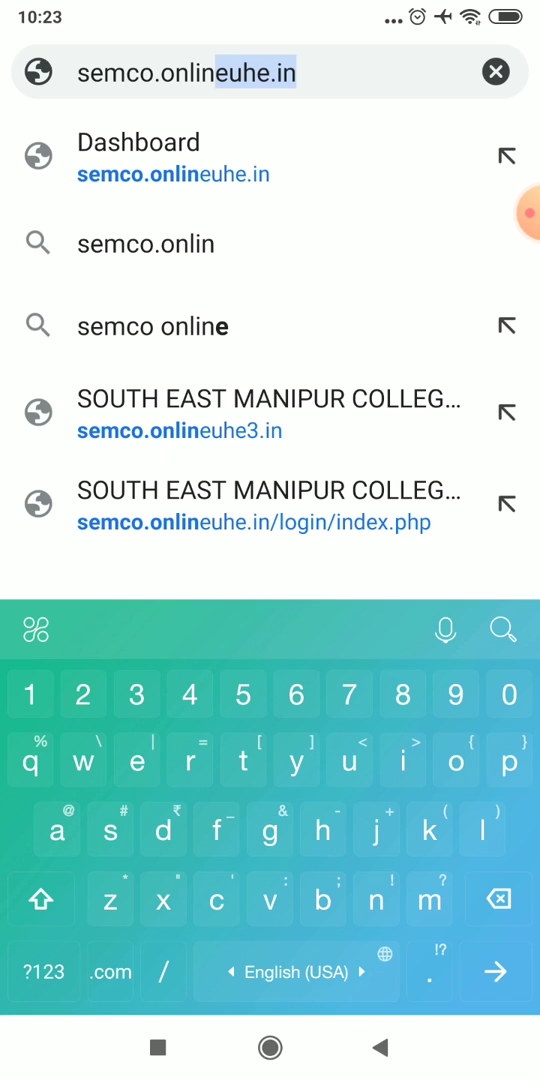 10:23
semco.onlineuhe.in
Dashboard
semco.onlineuhe.in
semco.onlin
semco online
SOUTH EAST MANIPUR COLLEG...
semco.onlineuhe3.in
SOUTH EAST MANIPUR COLLEG...
semco.onlineuhe.in/login/index.php
1 2 3 4 5 6 7 8 9 0
% \ | = [ ] < > { }
q w e r t y u i o p
@ # ₹ _ & - + ( )
a s d f g h j k l
* " ' : ; ! ?
z x c v b n m
!?
?123 .com / English (USA) .